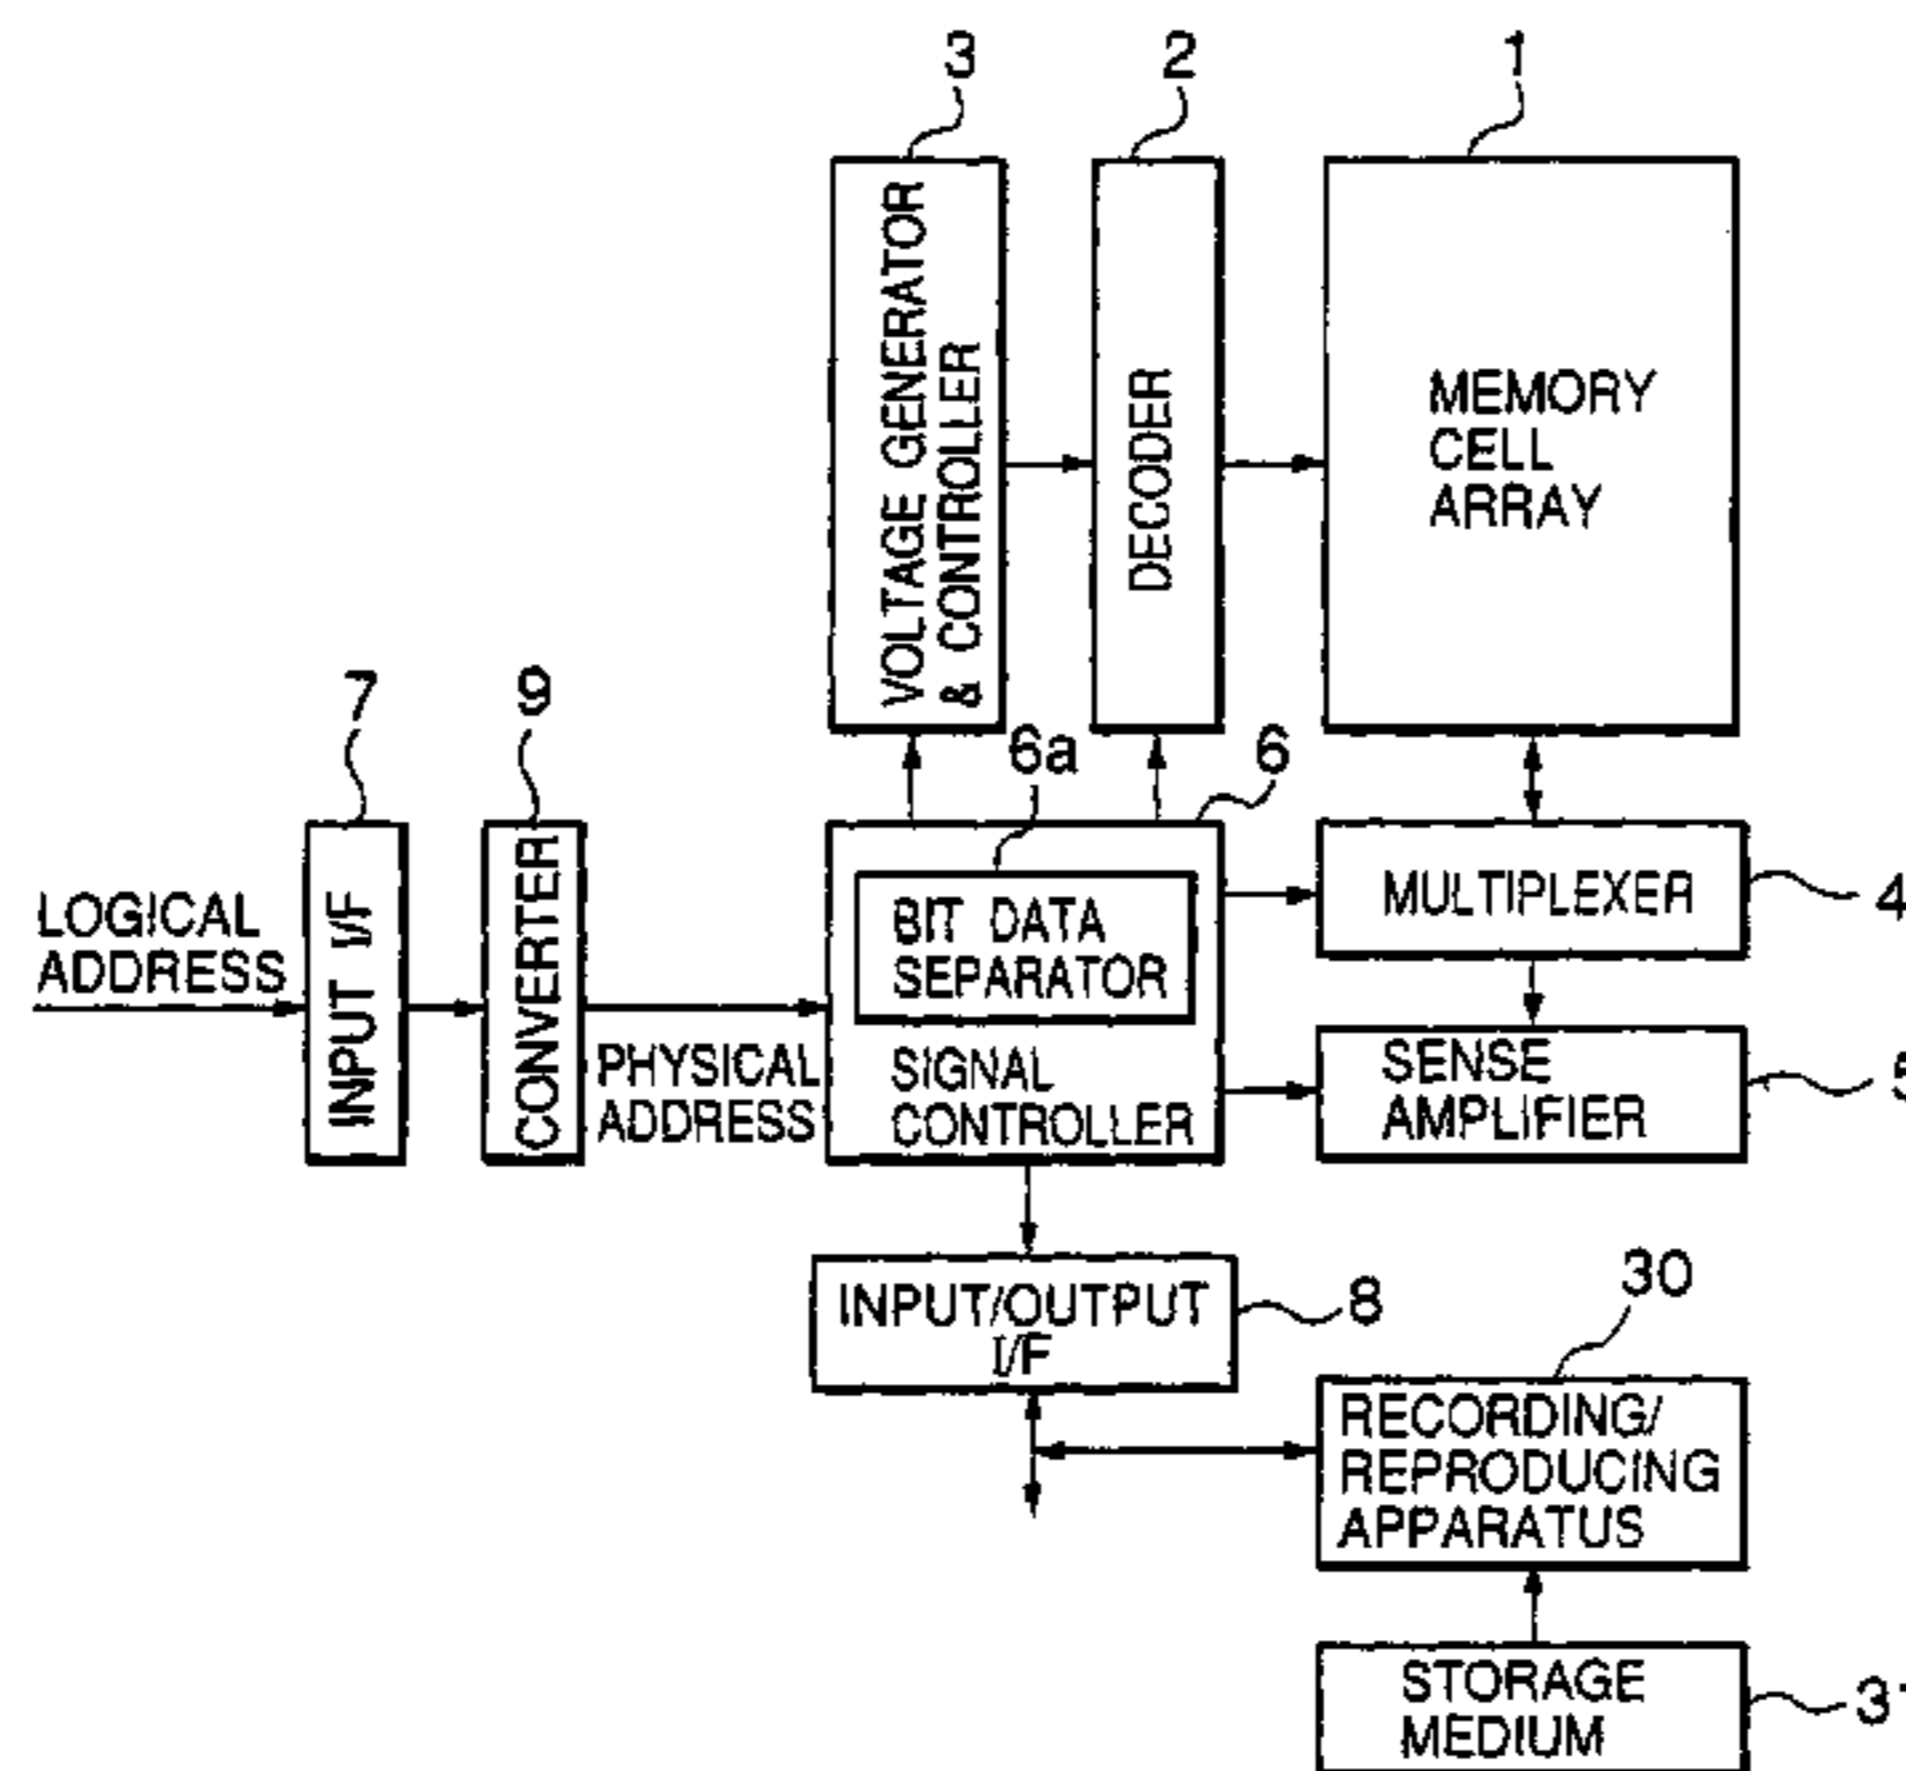 3
2
1
VOLTAGE GENERATOR
& CONTROLLER
DECODER
MEMORY
CELL
ARRAY
7
9
6a
6
LOGICAL
ADDRESS
INPUT I/F
CONVERTER
PHYSICAL
ADDRESS
BIT DATA
SEPARATOR
SIGNAL
CONTROLLER
MULTIPLEXER
4
SENSE
AMPLIFIER
5
INPUT/OUTPUT
I/F
8
30
RECORDING/
REPRODUCING
APPARATUS
STORAGE
MEDIUM
31